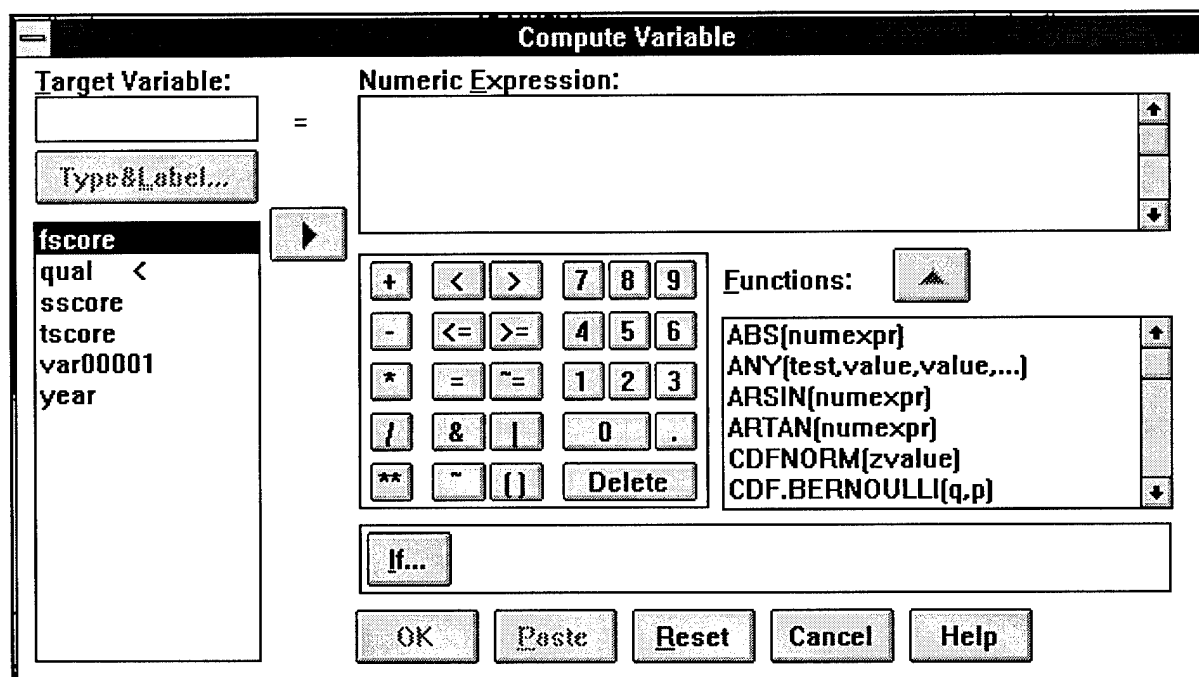 Compute Variable
Target Variable:
=
Numeric Expression:
Type&Label...
fscore
qual <
sscore
tscore
var00001
year
+ < > 7 8 9
- <= >= 4 5 6
* = ~= 1 2 3
/ & | 0 .
** ~ () Delete
Functions:
ABS(numexpr)
ANY(test,value,value,...)
ARSIN(numexpr)
ARTAN(numexpr)
CDFNORM(zvalue)
CDF.BERNOULLI(q,p)
If...
OK Paste Reset Cancel Help